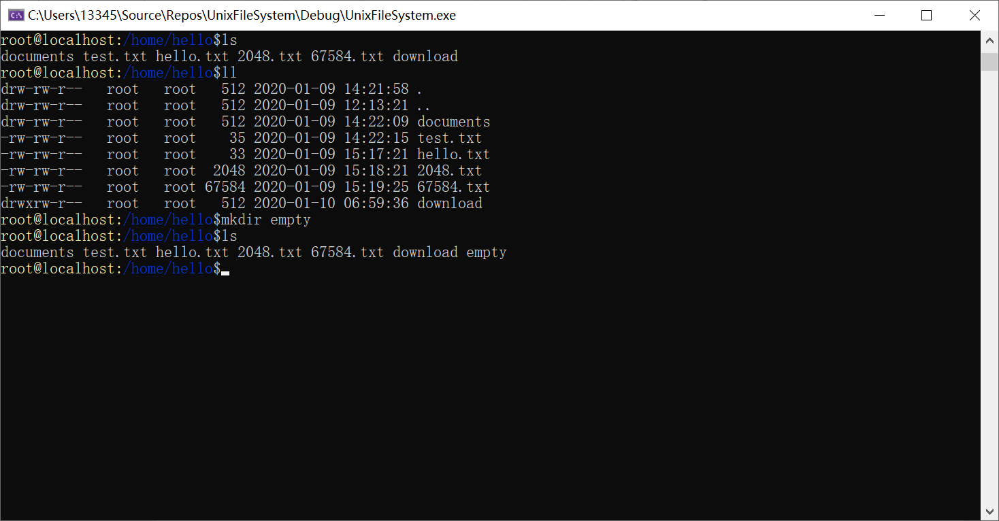 C:\Users\13345\Source\Repos\UnixFileSystem\Debug\UnixFileSystem.exe
root@localhost:/home/hello$ls
documents test.txt hello.txt 2048.txt 67584.txt download
root@localhost:/home/hello$ll
drw-rw-r--   root   root   512 2020-01-09 14:21:58 .
drw-rw-r--   root   root   512 2020-01-09 12:13:21 ..
drw-rw-r--   root   root   512 2020-01-09 14:22:09 documents
-rw-rw-r--   root   root    35 2020-01-09 14:22:15 test.txt
-rw-rw-r--   root   root    33 2020-01-09 15:17:21 hello.txt
-rw-rw-r--   root   root  2048 2020-01-09 15:18:21 2048.txt
-rw-rw-r--   root   root 67584 2020-01-09 15:19:25 67584.txt
drwxrw-r--   root   root   512 2020-01-10 06:59:36 download
root@localhost:/home/hello$mkdir empty
root@localhost:/home/hello$ls
documents test.txt hello.txt 2048.txt 67584.txt download empty
root@localhost:/home/hello$